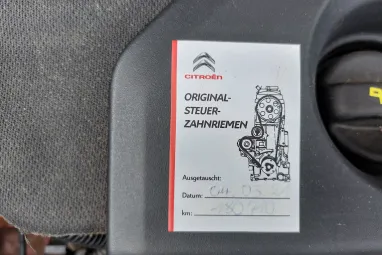 CITROËN
ORIGINAL-
STEUER-
ZAHNRIEMEN
Ausgetauscht:
Datum:
km: